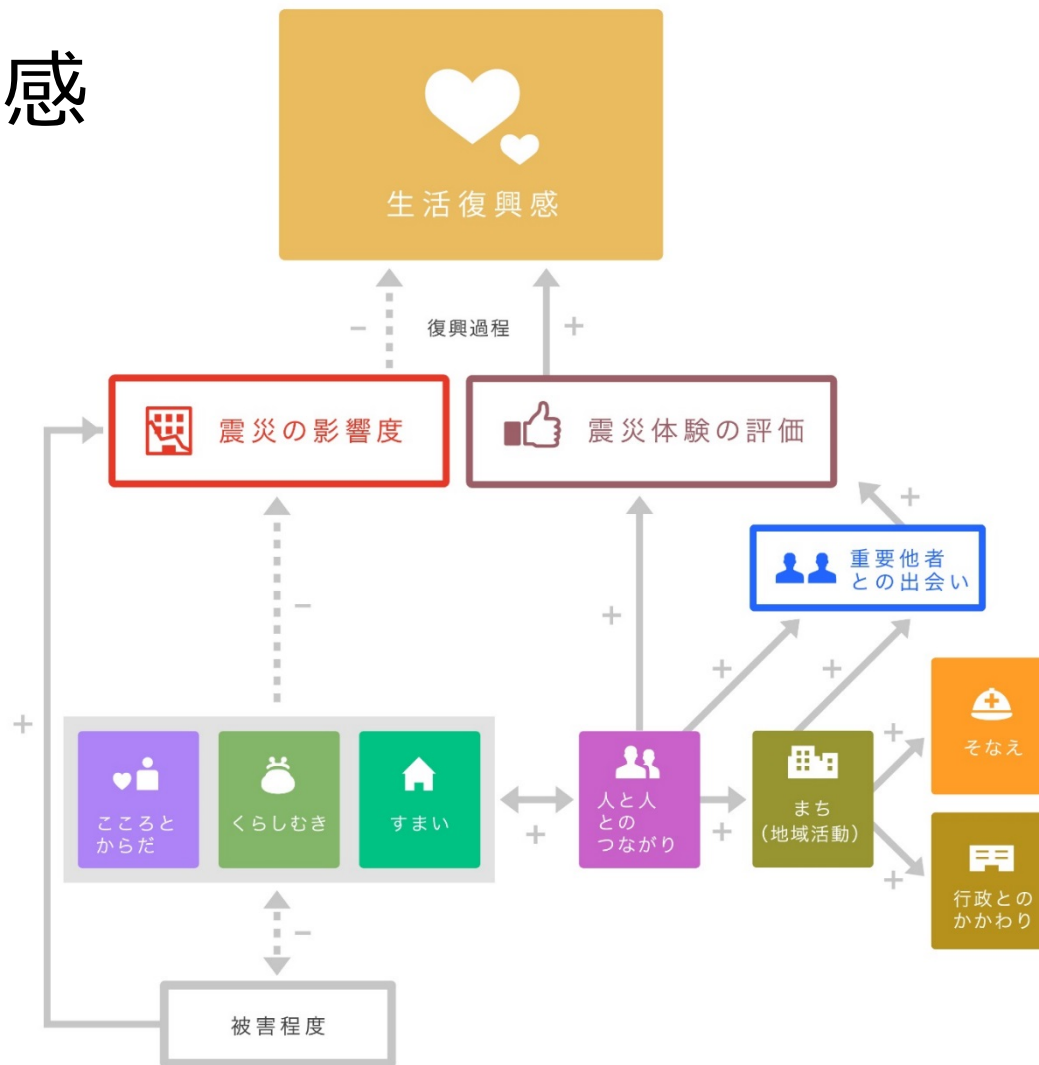 感
生活復興感
− 復興過程 +
震災の影響度
震災体験の評価
+
重要他者
との出会い
−
+
+
+
+
こころと
からだ
くらしむき
すまい
+
人と人
との
つながり
+
まち
(地域活動)
+
そなえ
+
行政との
かかわり
−
被害程度